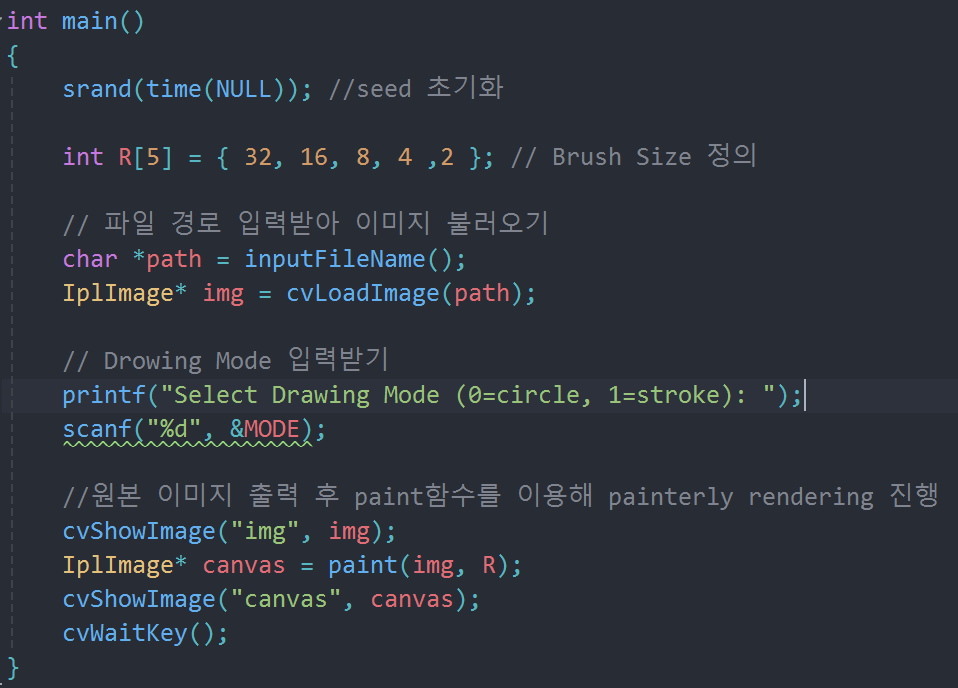 int main()
{
srand(time(NULL)); //seed 초기화
int R[5] = { 32, 16, 8, 4 ,2 }; // Brush Size 정의
// 파일 경로 입력받아 이미지 불러오기
char *path = inputFileName();
IplImage* img = cvLoadImage(path);
// Drowing Mode 입력받기
printf("Select Drawing Mode (0=circle, 1=stroke): ");
scanf("%d", &MODE);
//원본 이미지 출력 후 paint함수를 이용해 painterly rendering 진행
cvShowImage("img", img);
IplImage* canvas = paint(img, R);
cvShowImage("canvas", canvas);
cvWaitKey();
}